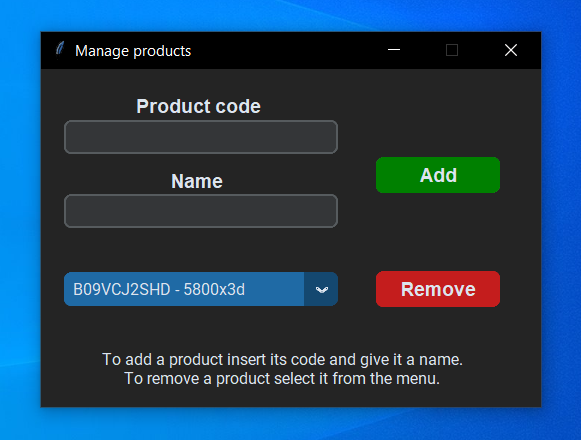 Manage products
Product code
Name
Add
B09VCJ2SHD - 5800x3d
Remove
To add a product insert its code and give it a name.
To remove a product select it from the menu.